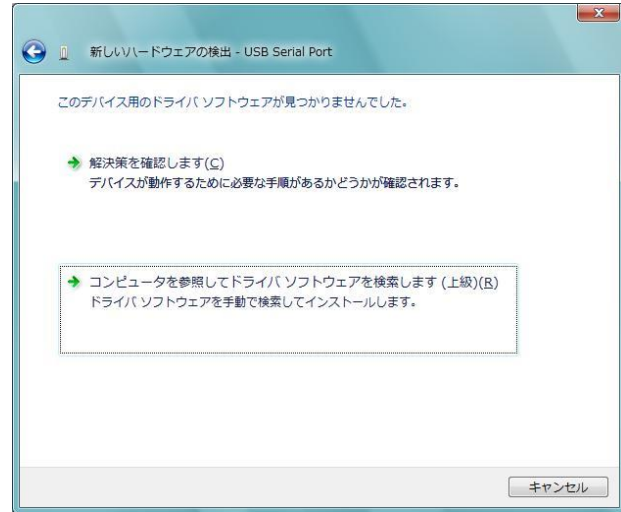 新しいハードウェアの検出 - USB Serial Port
このデバイス用のドライバ ソフトウェアが見つかりませんでした。
解決策を確認します(C)
デバイスが動作するために必要な手順があるかどうかが確認されます。
コンピュータを参照してドライバ ソフトウェアを検索します (上級)(R)
ドライバ ソフトウェアを手動で検索してインストールします。
キャンセル